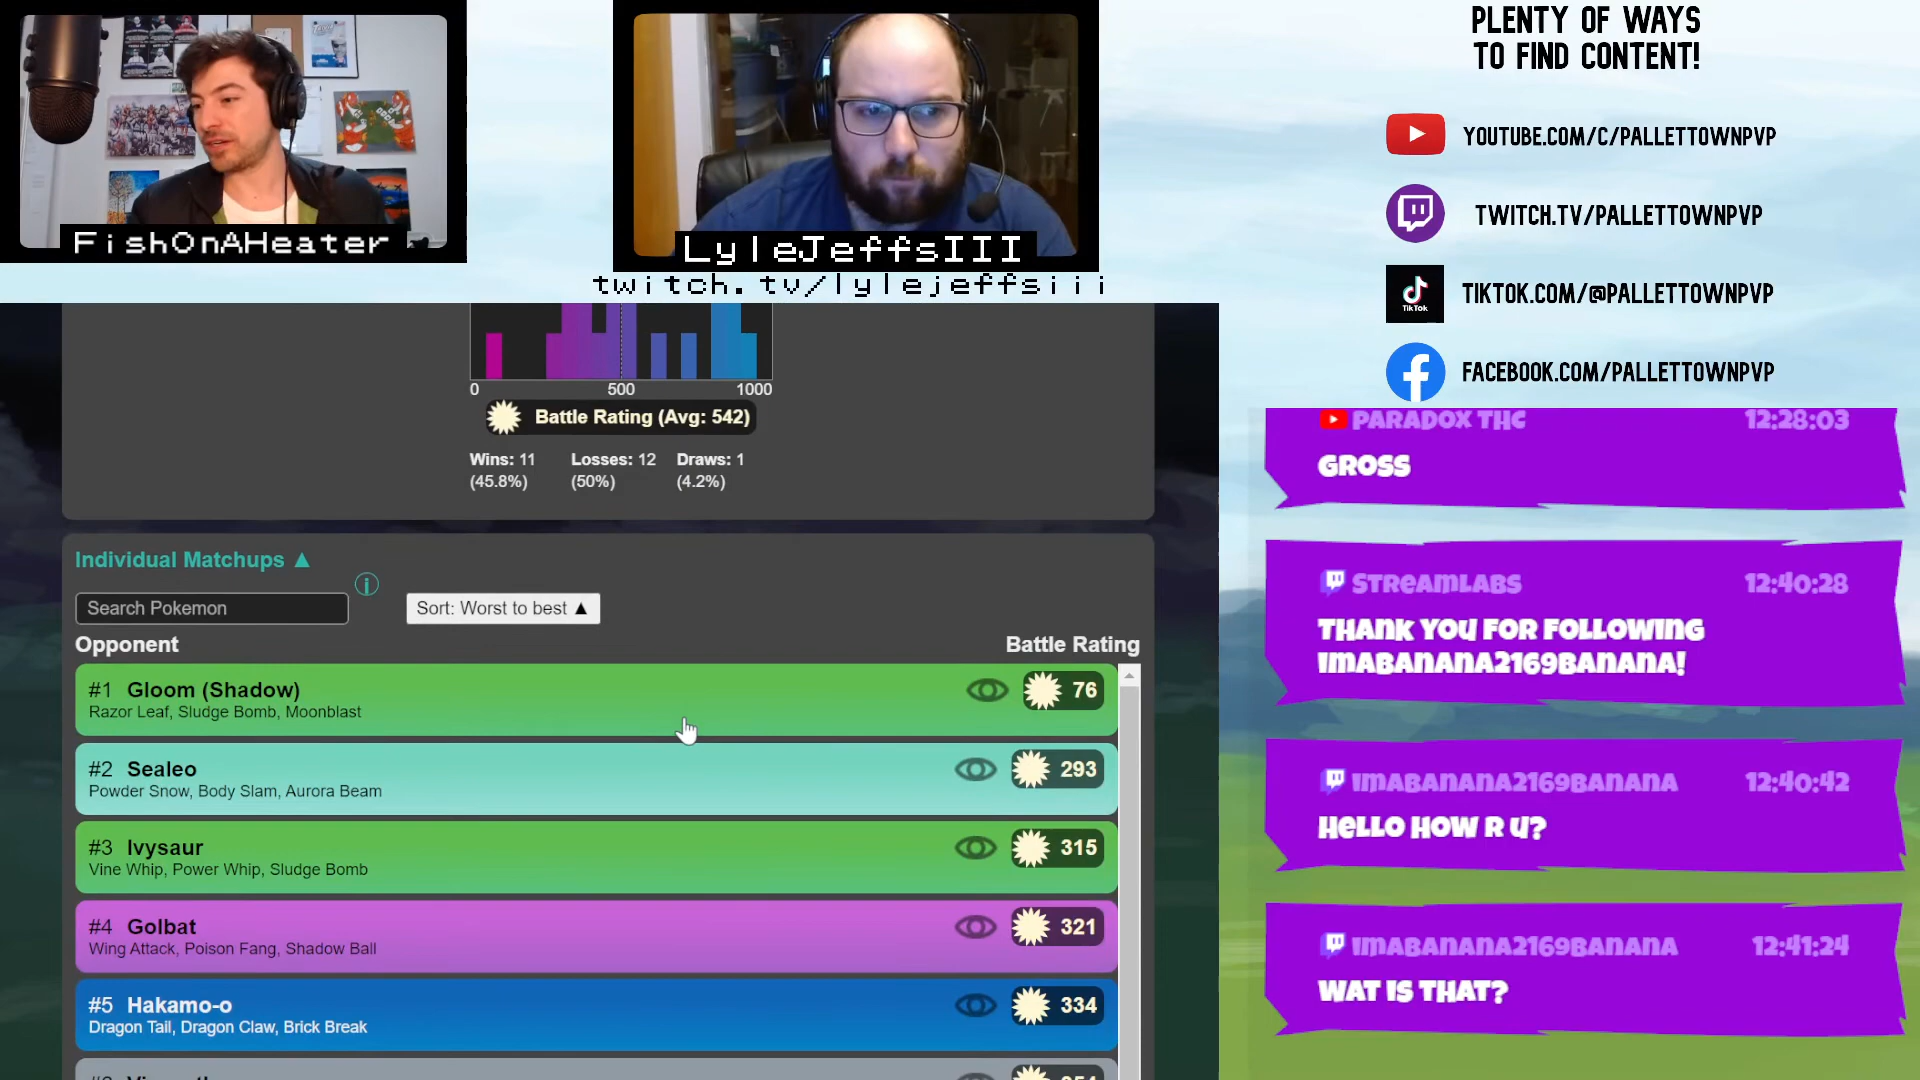 FishOnAHeater
LyleJeffsIII
twitch.tv/lylejeffsiii
PLENTY OF WAYS
TO FIND CONTENT!
YOUTUBE.COM/C/PALLETTOWNPVP
TWITCH.TV/PALLETTOWNPVP
TikTok
TIKTOK.COM/@PALLETTOWNPVP
FACEBOOK.COM/PALLETTOWNPVP
0 500 1000
Battle Rating (Avg: 542)
Wins: 11 Losses: 12 Draws: 1
(45.8%) (50%) (4.2%)
Individual Matchups ▲
i
Search Pokemon
Sort: Worst to best ▲
Opponent Battle Rating
#1 Gloom (Shadow) 76
Razor Leaf, Sludge Bomb, Moonblast
#2 Sealeo 293
Powder Snow, Body Slam, Aurora Beam
#3 Ivysaur 315
Vine Whip, Power Whip, Sludge Bomb
#4 Golbat 321
Wing Attack, Poison Fang, Shadow Ball
#5 Hakamo-o 334
Dragon Tail, Dragon Claw, Brick Break
PARADOX THC 12:28:03
GROSS
STREAMLABS 12:40:28
THANK YOU FOR FOLLOWING
IMABANANA2169BANANA!
IMABANANA2169BANANA 12:40:42
HELLO HOW R U?
IMABANANA2169BANANA 12:41:24
WAT IS THAT?